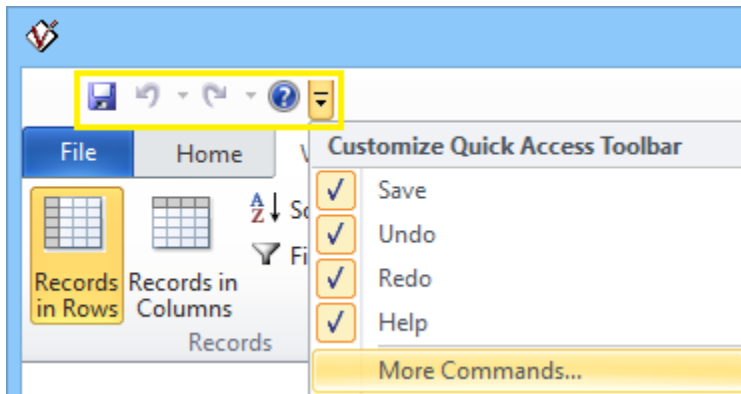 File
Home
Customize Quick Access Toolbar
Save
Undo
Redo
Help
More Commands...
A
Z
Records in Rows
Records in Columns
Records